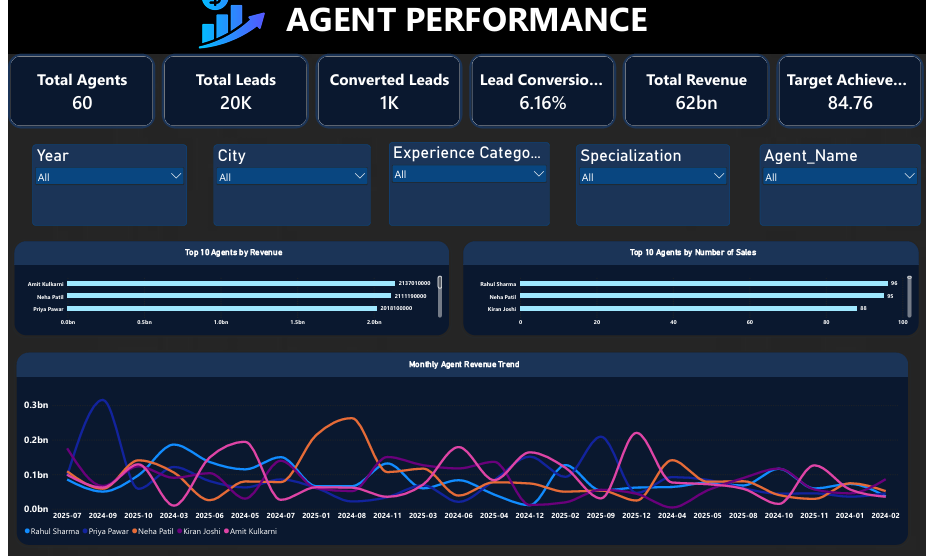 AGENT PERFORMANCE
Total Agents
60
Total Leads
20K
Converted Leads
1K
Lead Conversio...
6.16%
Total Revenue
62bn
Target Achieve...
84.76
Year
All
City
All
Experience Catego...
All
Specialization
All
Agent_Name
All
Top 10 Agents by Revenue
Amit Kulkarni 2137010000
Neha Patil 2111190000
Priya Pawar 2018100000
0.0bn 0.5bn 1.0bn 1.5bn 2.0bn
Top 10 Agents by Number of Sales
Rahul Sharma 96
Neha Patil 95
Kiran Joshi 88
0 20 40 60 80 100
Monthly Agent Revenue Trend
0.3bn
0.2bn
0.1bn
0.0bn
2025-07 2024-09 2025-10 2024-03 2025-06 2024-05 2024-07 2025-01 2024-08 2024-11 2025-03 2024-06 2025-04 2024-12 2025-02 2025-09 2025-12 2024-04 2025-05 2025-08 2024-10 2025-11 2024-01 2024-02
Rahul Sharma Priya Pawar Neha Patil Kiran Joshi Amit Kulkarni